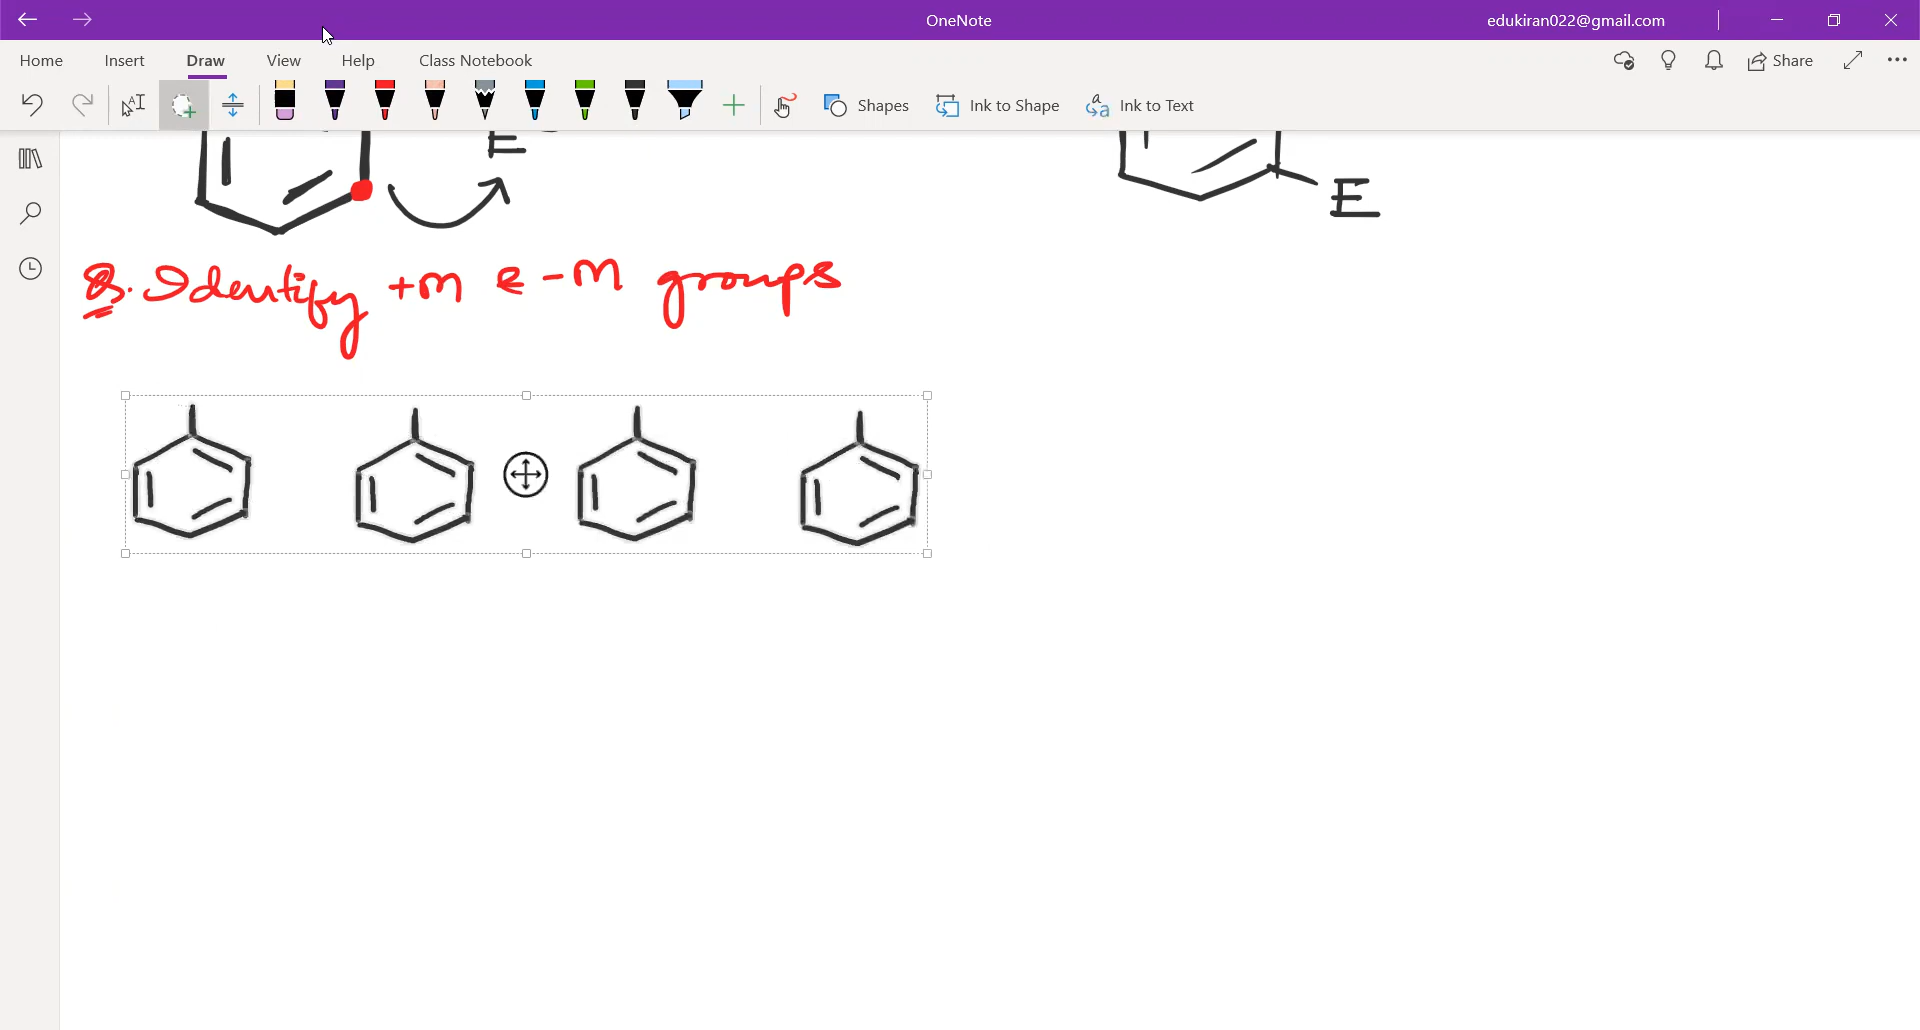 OneNote
edukiran022@gmail.com
Home Insert Draw View Help Class Notebook
Share
Shapes Ink to Shape Ink to Text
E
E
Q. Identify +M & -M groups